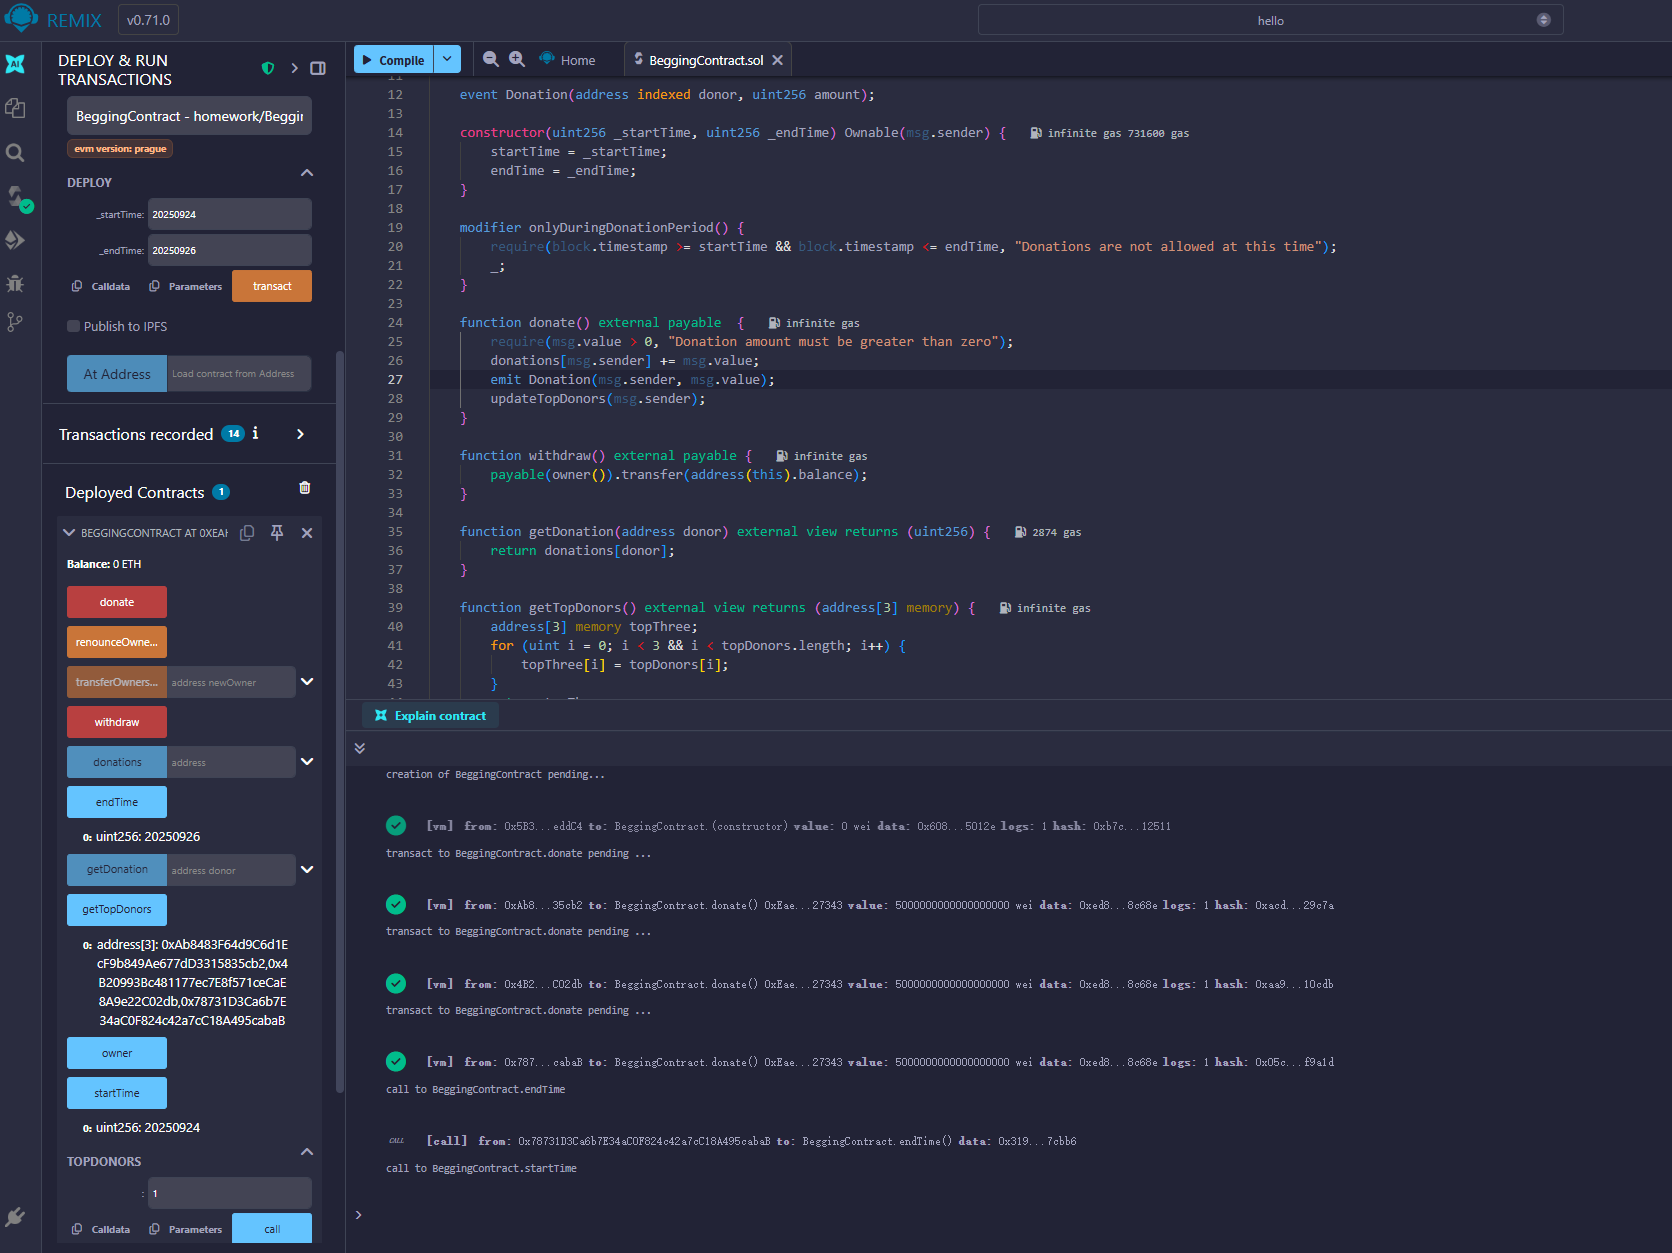 REMIX
v0.71.0
hello
AI
DEPLOY & RUN
TRANSACTIONS
BeggingContract - homework/Beggir
evm version: prague
DEPLOY
_startTime: 20250924
_endTime: 20250926
Calldata Parameters transact
Publish to IPFS
At Address Load contract from Address
Transactions recorded 14 i
Deployed Contracts 1
BEGGINGCONTRACT AT 0XEAE
Balance: 0 ETH
donate
renounceOwne...
transferOwners... address newOwner
withdraw
donations address
endTime
0: uint256: 20250926
getDonation address donor
getTopDonors
0: address[3]: 0xAb8483F64d9C6d1E
cF9b849Ae677dD3315835cb2,0x4
B20993Bc481177ec7E8f571ceCaE
8A9e22C02db,0x78731D3Ca6b7E
34aC0F824c42a7cC18A495cabaB
owner
startTime
0: uint256: 20250924
TOPDONORS
: 1
Calldata Parameters call
Compile
Home
BeggingContract.sol
11
12 event Donation(address indexed donor, uint256 amount);
13
14 constructor(uint256 _startTime, uint256 _endTime) Ownable(msg.sender) { infinite gas 731600 gas
15 startTime = _startTime;
16 endTime = _endTime;
17 }
18
19 modifier onlyDuringDonationPeriod() {
20 require(block.timestamp >= startTime && block.timestamp <= endTime, "Donations are not allowed at this time");
21 _;
22 }
23
24 function donate() external payable { infinite gas
25 require(msg.value > 0, "Donation amount must be greater than zero");
26 donations[msg.sender] += msg.value;
27 emit Donation(msg.sender, msg.value);
28 updateTopDonors(msg.sender);
29 }
30
31 function withdraw() external payable { infinite gas
32 payable(owner()).transfer(address(this).balance);
33 }
34
35 function getDonation(address donor) external view returns (uint256) { 2874 gas
36 return donations[donor];
37 }
38
39 function getTopDonors() external view returns (address[3] memory) { infinite gas
40 address[3] memory topThree;
41 for (uint i = 0; i < 3 && i < topDonors.length; i++) {
42 topThree[i] = topDonors[i];
43 }
Explain contract
creation of BeggingContract pending...
[vm] from: 0x5B3...eddC4 to: BeggingContract.(constructor) value: 0 wei data: 0x608...5012e logs: 1 hash: 0xb7c...12511
transact to BeggingContract.donate pending ...
[vm] from: 0xAb8...35cb2 to: BeggingContract.donate() 0xEae...27343 value: 5000000000000000000 wei data: 0xed8...8c68e logs: 1 hash: 0xacd...29c7a
transact to BeggingContract.donate pending ...
[vm] from: 0x4B2...C02db to: BeggingContract.donate() 0xEae...27343 value: 5000000000000000000 wei data: 0xed8...8c68e logs: 1 hash: 0xaa9...10cdb
transact to BeggingContract.donate pending ...
[vm] from: 0x787...cabaB to: BeggingContract.donate() 0xEae...27343 value: 5000000000000000000 wei data: 0xed8...8c68e logs: 1 hash: 0x05c...f9a1d
call to BeggingContract.endTime
CALL [call] from: 0x78731D3Ca6b7E34aC0F824c42a7cC18A495cabaB to: BeggingContract.endTime() data: 0x319...7cbb6
call to BeggingContract.startTime
>